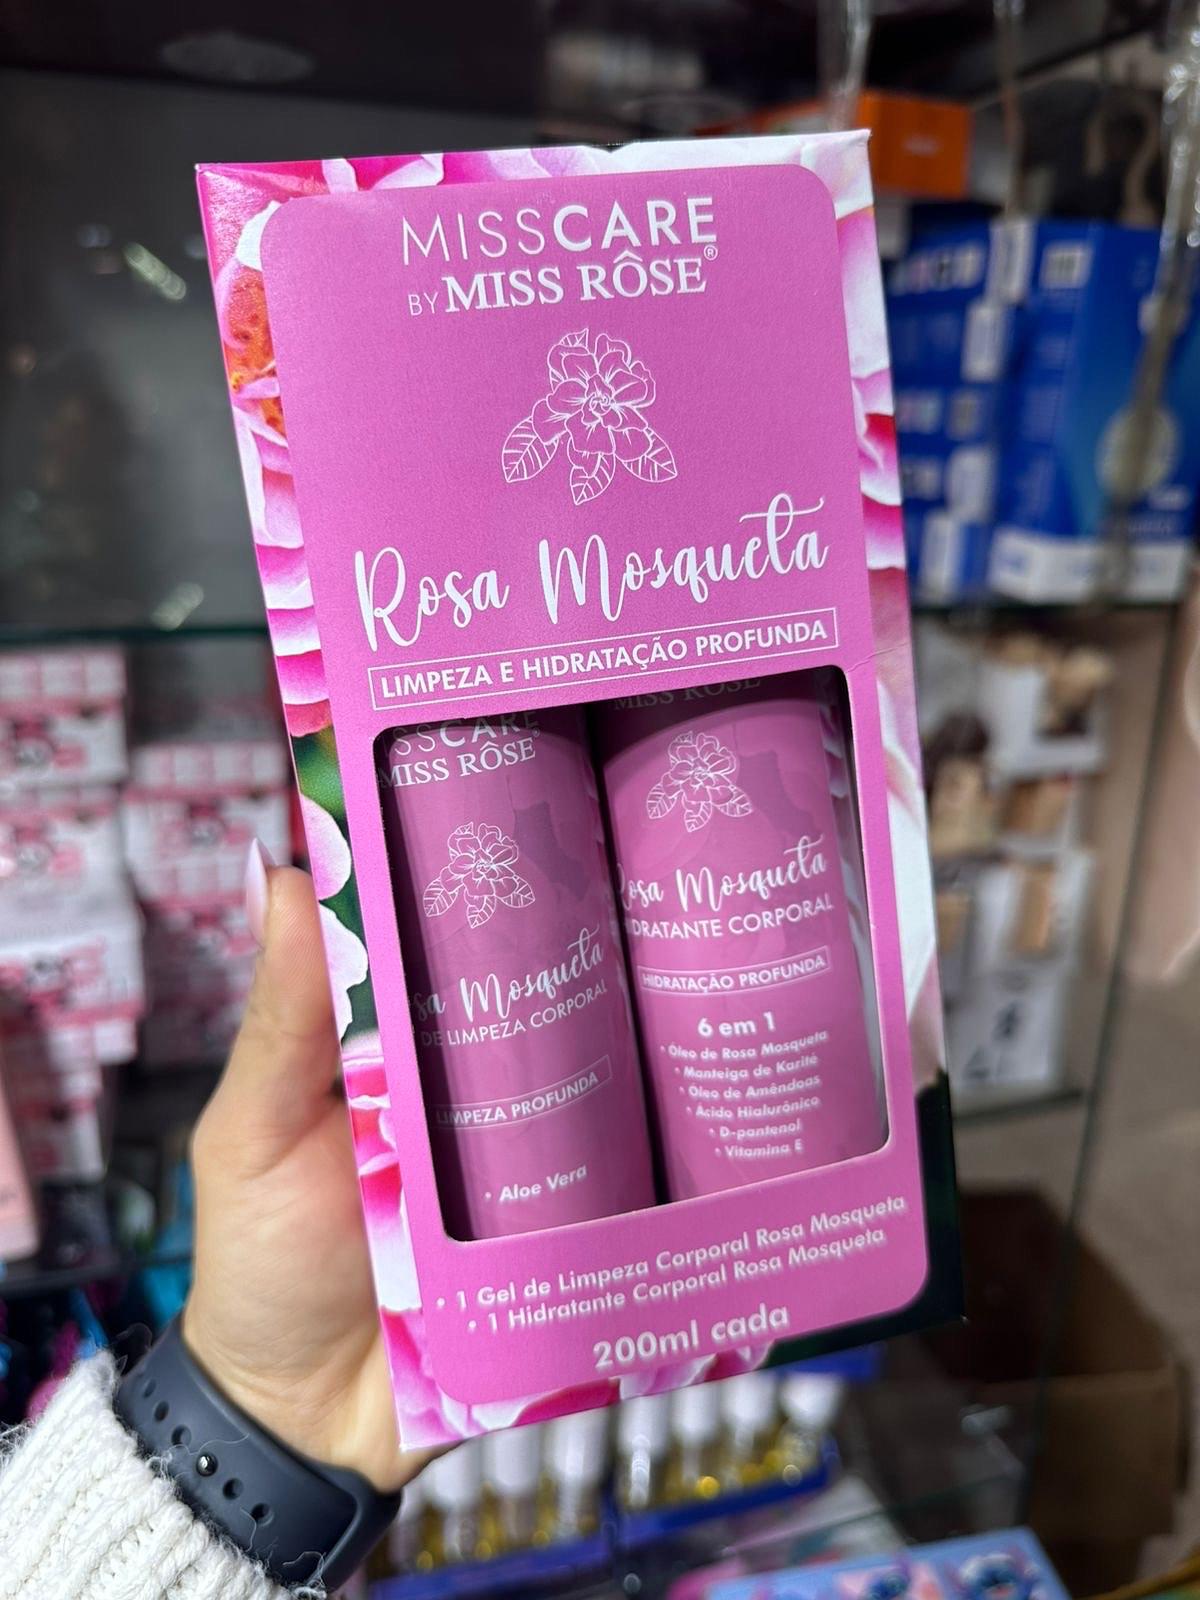 MISSCARE
BY MISS RÔSE®
Rosa Mosqueta
LIMPEZA E HIDRATAÇÃO PROFUNDA
SSCARE
MISS RÔSE®
sa Mosqueta
DE LIMPEZA CORPORAL
LIMPEZA PROFUNDA
• Aloe Vera
MISS RÔSE
Rosa Mosqueta
DRATANTE CORPORAL
HIDRATAÇÃO PROFUNDA
6 em 1
• Óleo de Rosa Mosqueta
• Manteiga de Karité
• Óleo de Amêndoas
• Ácido Hialurônico
• D-pantenol
• Vitamina E
• 1 Gel de Limpeza Corporal Rosa Mosqueta
• 1 Hidratante Corporal Rosa Mosqueta
200ml cada